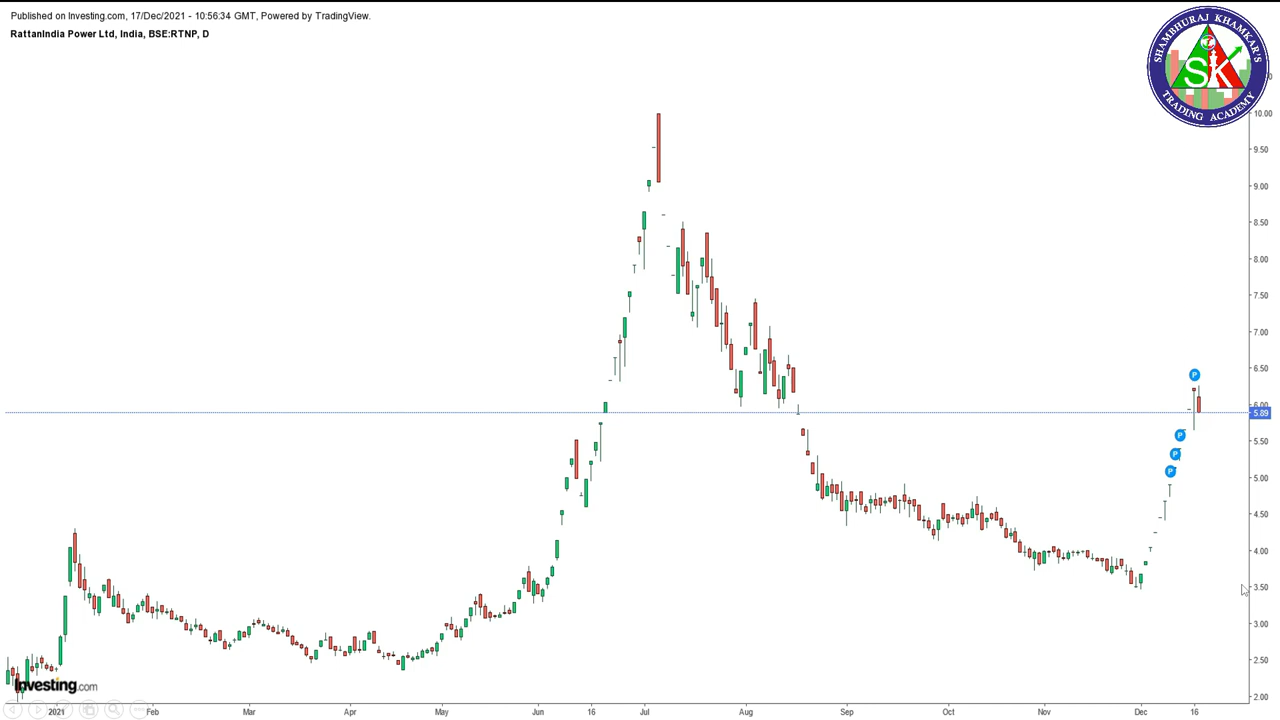 Published on Investing.com, 17/Dec/2021 - 10:56:34 GMT, Powered by TradingView.
RattanIndia Power Ltd, India, BSE:RTNP, D
SHAMBHURAJ KHAMKAR'S
SK
TRADING ACADEMY
10.00
9.50
9.00
8.50
8.00
7.50
7.00
6.50
P
6.00
5.89
5.50
P
P
P
5.00
4.50
4.00
3.50
3.00
2.50
2.00
Investing.com
2021 Feb Mar Apr May Jun 16 Jul Aug Sep Oct Nov Dec 16